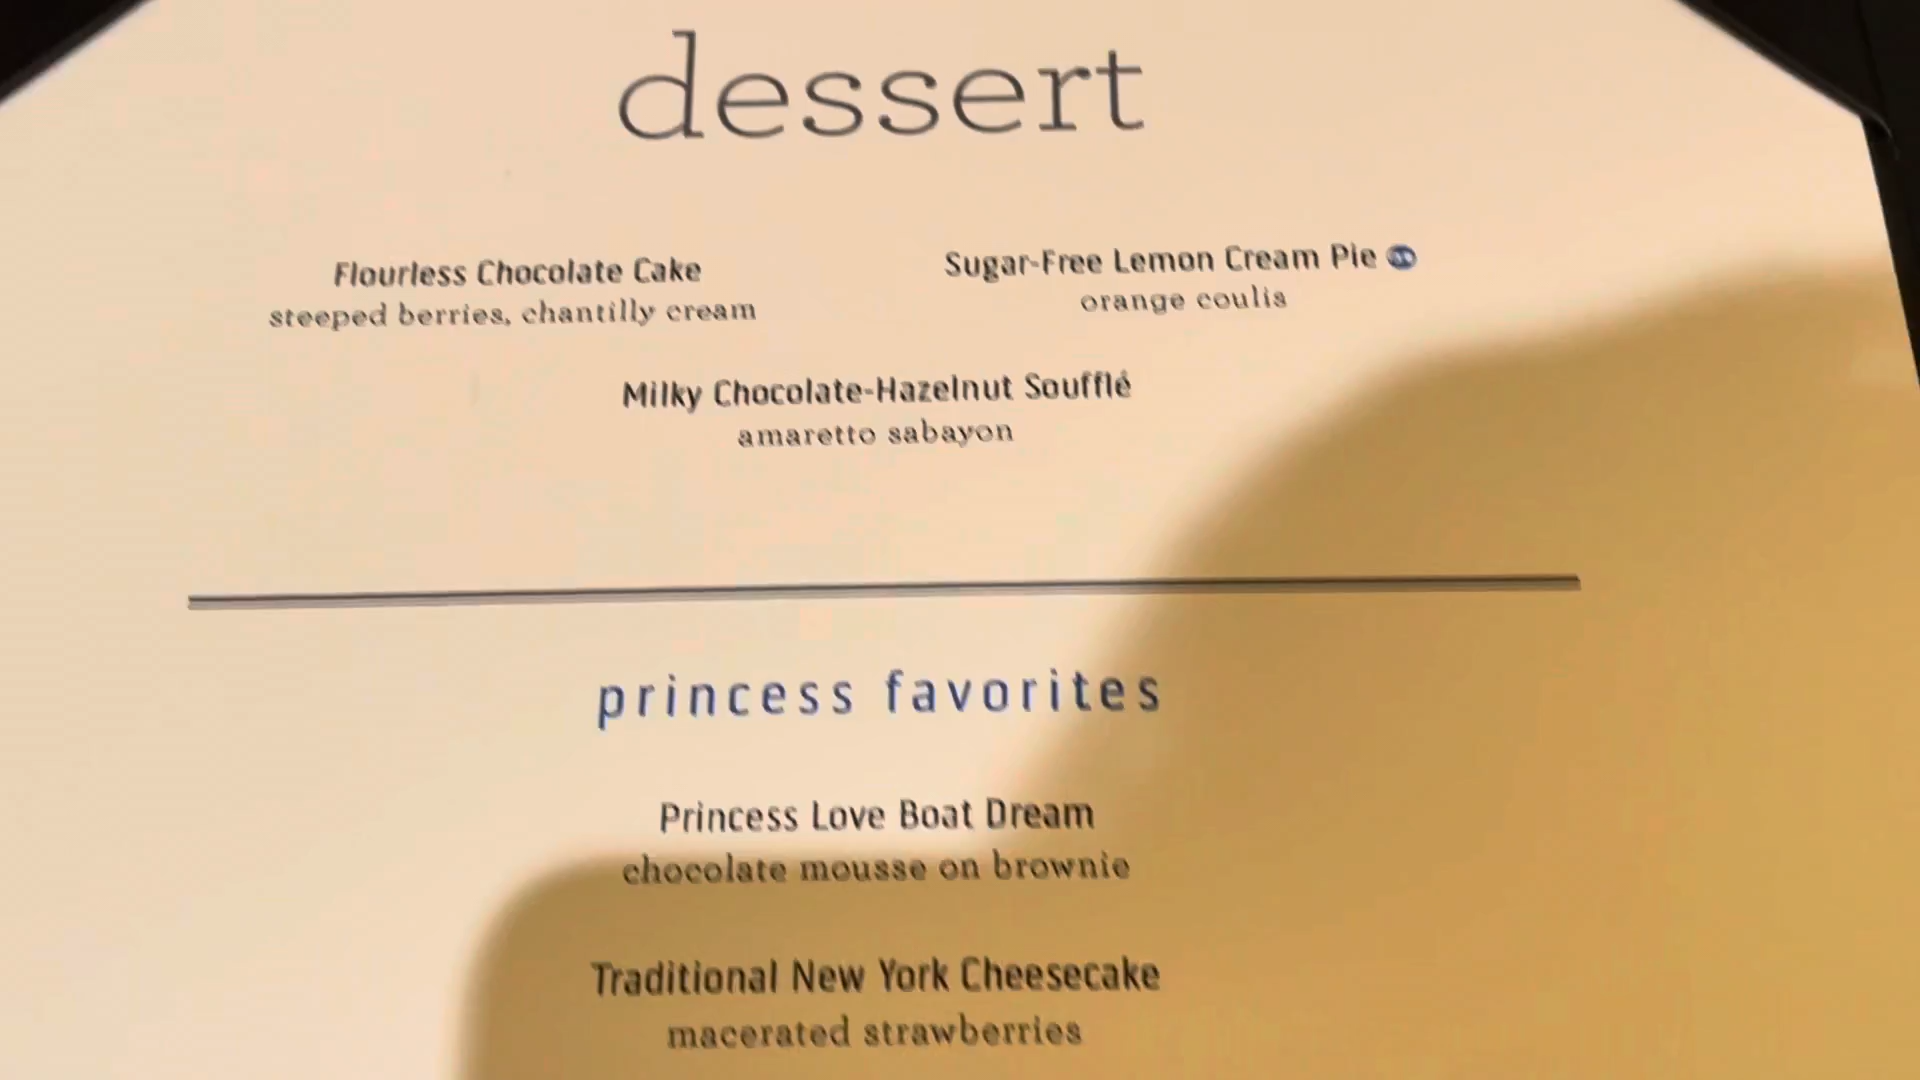 dessert
Flourless Chocolate Cake
steeped berries, chantilly cream
Sugar-Free Lemon Cream Pie
orange coulis
Milky Chocolate-Hazelnut Soufflé
amaretto sabayon
princess favorites
Princess Love Boat Dream
chocolate mousse on brownie
Traditional New York Cheesecake
macerated strawberries